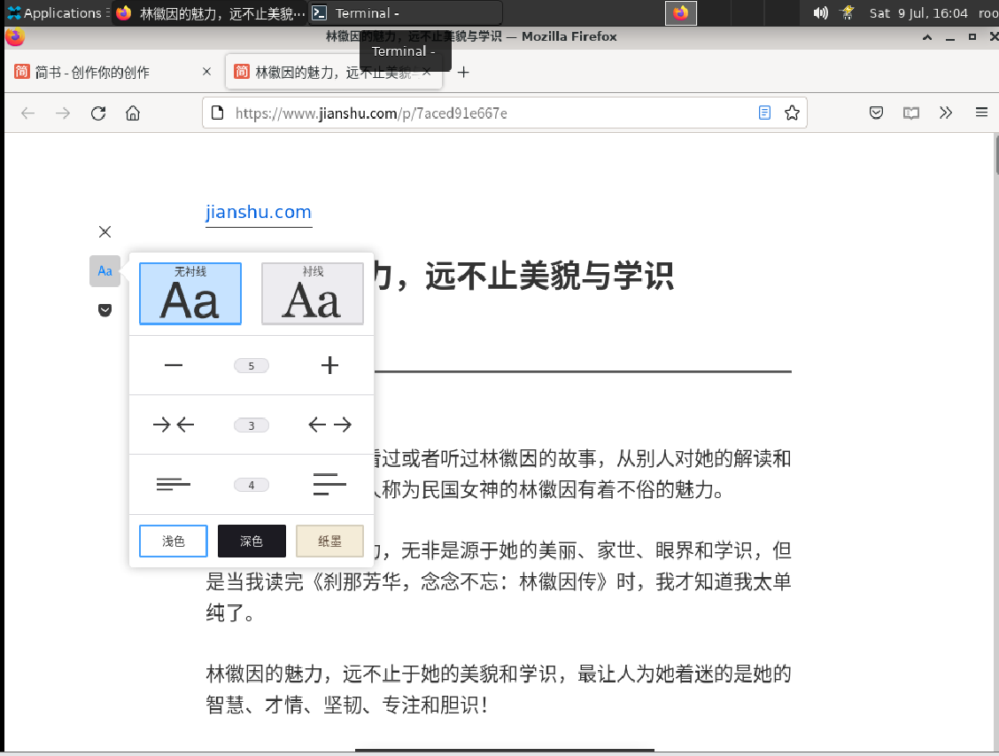 Applications
林徽因的魅力，远不止美貌…
Terminal -
Sat 9 Jul, 16:04 roo
林徽因的魅力，远不止美貌与学识 — Mozilla Firefox
Terminal -
简 简书 - 创作你的创作
简 林徽因的魅力，远不止美貌
https://www.jianshu.com/p/7aced91e667e
jianshu.com
Aa
无衬线
Aa
衬线
Aa
力，远不止美貌与学识
5
3
4
浅色
深色
纸墨
看过或者听过林徽因的故事，从别人对她的解读和
人称为民国女神的林徽因有着不俗的魅力。
力，无非是源于她的美丽、家世、眼界和学识，但
是当我读完《刹那芳华，念念不忘：林徽因传》时，我才知道我太单
纯了。
林徽因的魅力，远不止于她的美貌和学识，最让人为她着迷的是她的
智慧、才情、坚韧、专注和胆识！